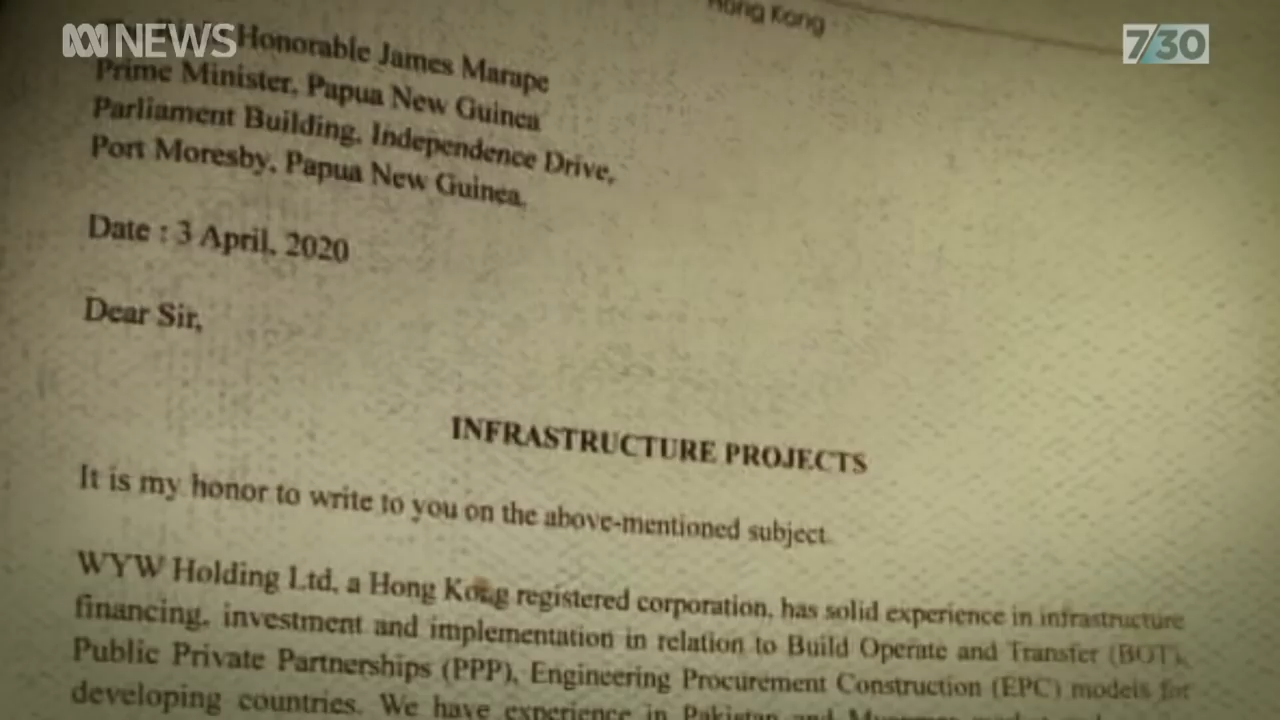 Hong Kong
NEWS
7/30
Honorable James Marape
Prime Minister, Papua New Guinea
Parliament Building, Independence Drive,
Port Moresby, Papua New Guinea.
Date : 3 April, 2020
Dear Sir,
INFRASTRUCTURE PROJECTS
It is my honor to write to you on the above-mentioned subject.
WYW Holding Ltd, a Hong Kong registered corporation, has solid experience in infrastructure
financing, investment and implementation in relation to Build Operate and Transfer (BOT),
Public Private Partnerships (PPP), Engineering Procurement Construction (EPC) models for
developing countries. We have experience in Pakistan and Myanmar